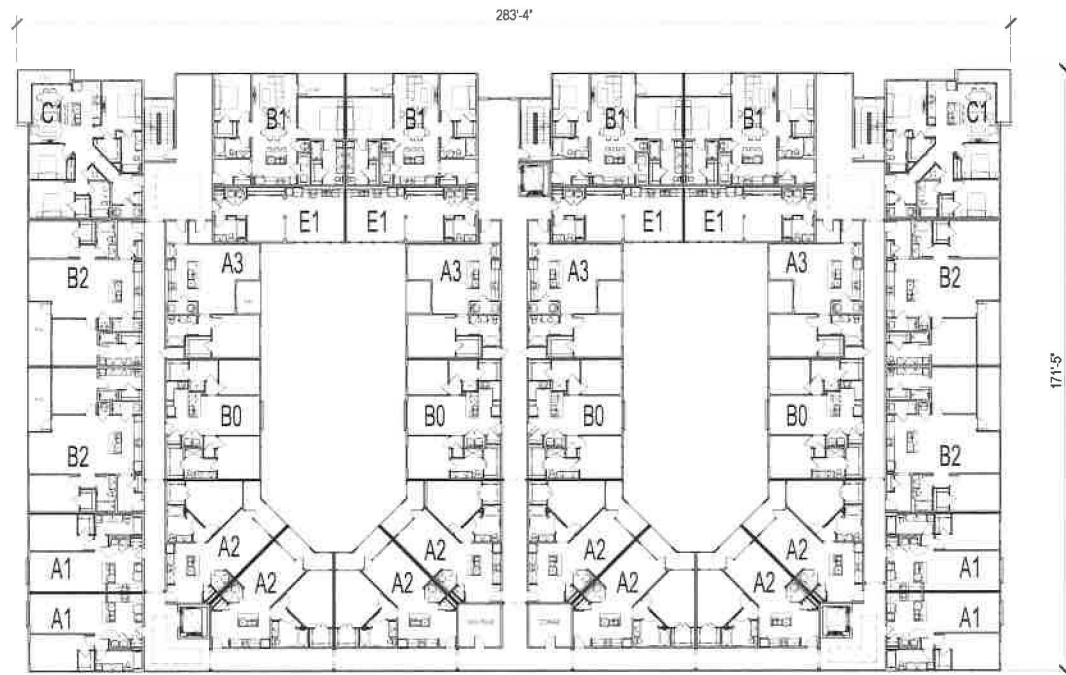 283'-4"
C1 B1 B1 B1 B1 C1
E1 E1 E1 E1
A3 A3 A3 A3
B2 B2
171'-5"
B0 B0 B0 B0
B2 B2
A2 A2 A2 A2
A1 A2 A2 A2 A2 A1
A1 A1
STORAGE